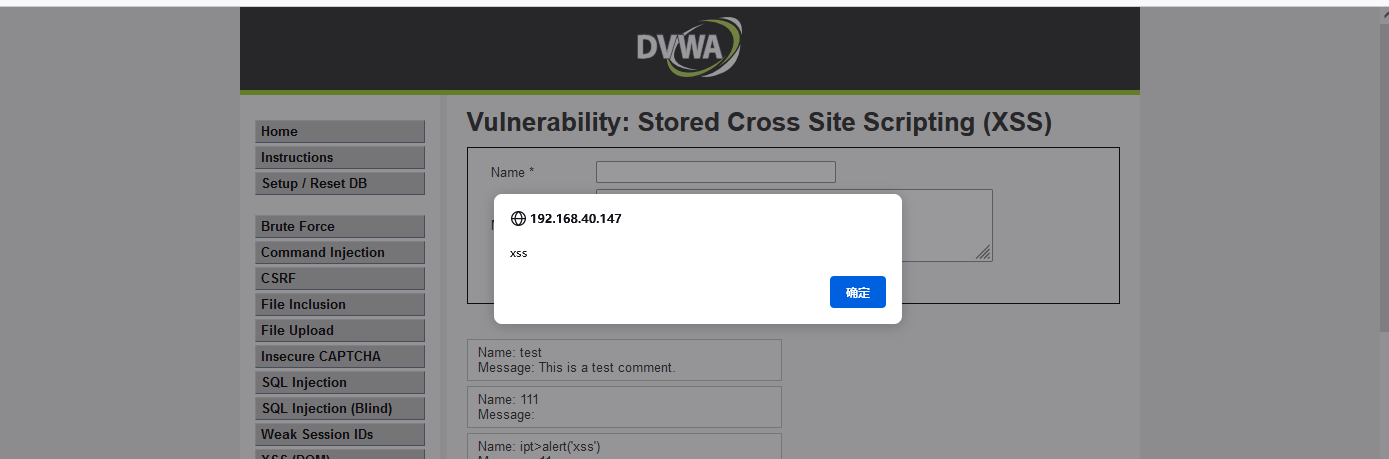 DVWA
Vulnerability: Stored Cross Site Scripting (XSS)
Home
Instructions
Setup / Reset DB
Brute Force
Command Injection
CSRF
File Inclusion
File Upload
Insecure CAPTCHA
SQL Injection
SQL Injection (Blind)
Weak Session IDs
XSS (DOM)
Name *
192.168.40.147
xss
确定
Name: test
Message: This is a test comment.
Name: 111
Message:
Name: ipt>alert('xss')